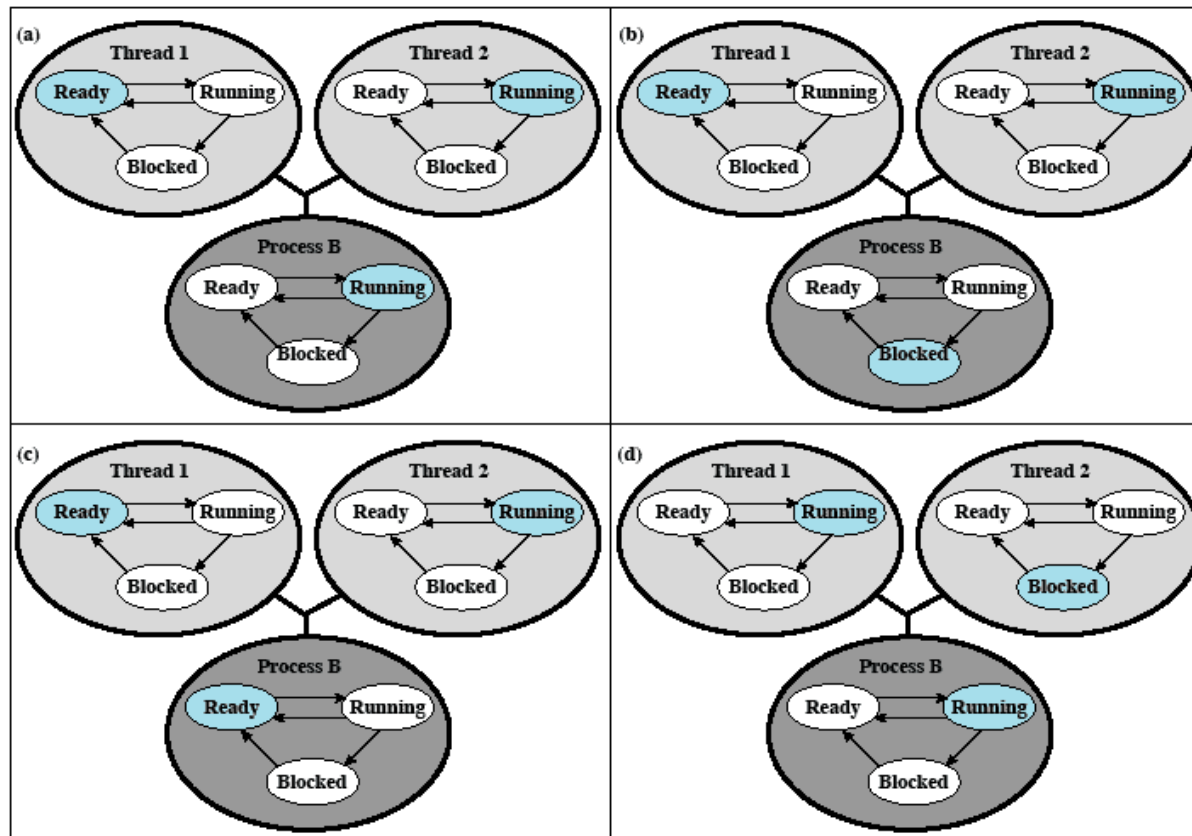 (a)
Thread 1
Thread 2
Ready
Running
Ready
Running
Blocked
Blocked
Process B
Ready
Running
Blocked
(b)
Thread 1
Thread 2
Ready
Running
Ready
Running
Blocked
Blocked
Process B
Ready
Running
Blocked
(c)
Thread 1
Thread 2
Ready
Running
Ready
Running
Blocked
Blocked
Process B
Ready
Running
Blocked
(d)
Thread 1
Thread 2
Ready
Running
Ready
Running
Blocked
Blocked
Process B
Ready
Running
Blocked